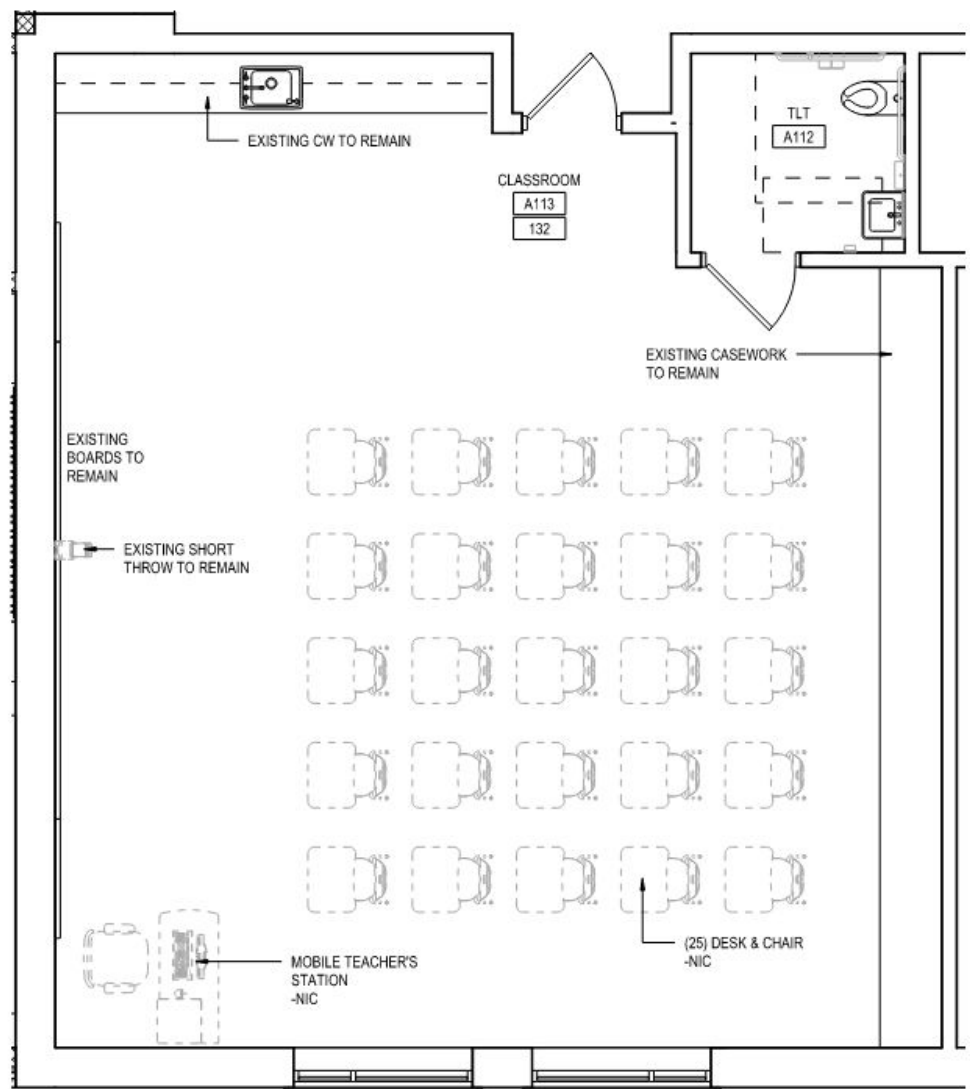 EXISTING CW TO REMAIN
TLT
A112
CLASSROOM
A113
132
EXISTING CASEWORK
TO REMAIN
EXISTING
BOARDS TO
REMAIN
EXISTING SHORT
THROW TO REMAIN
(25) DESK & CHAIR
-NIC
MOBILE TEACHER'S
STATION
-NIC